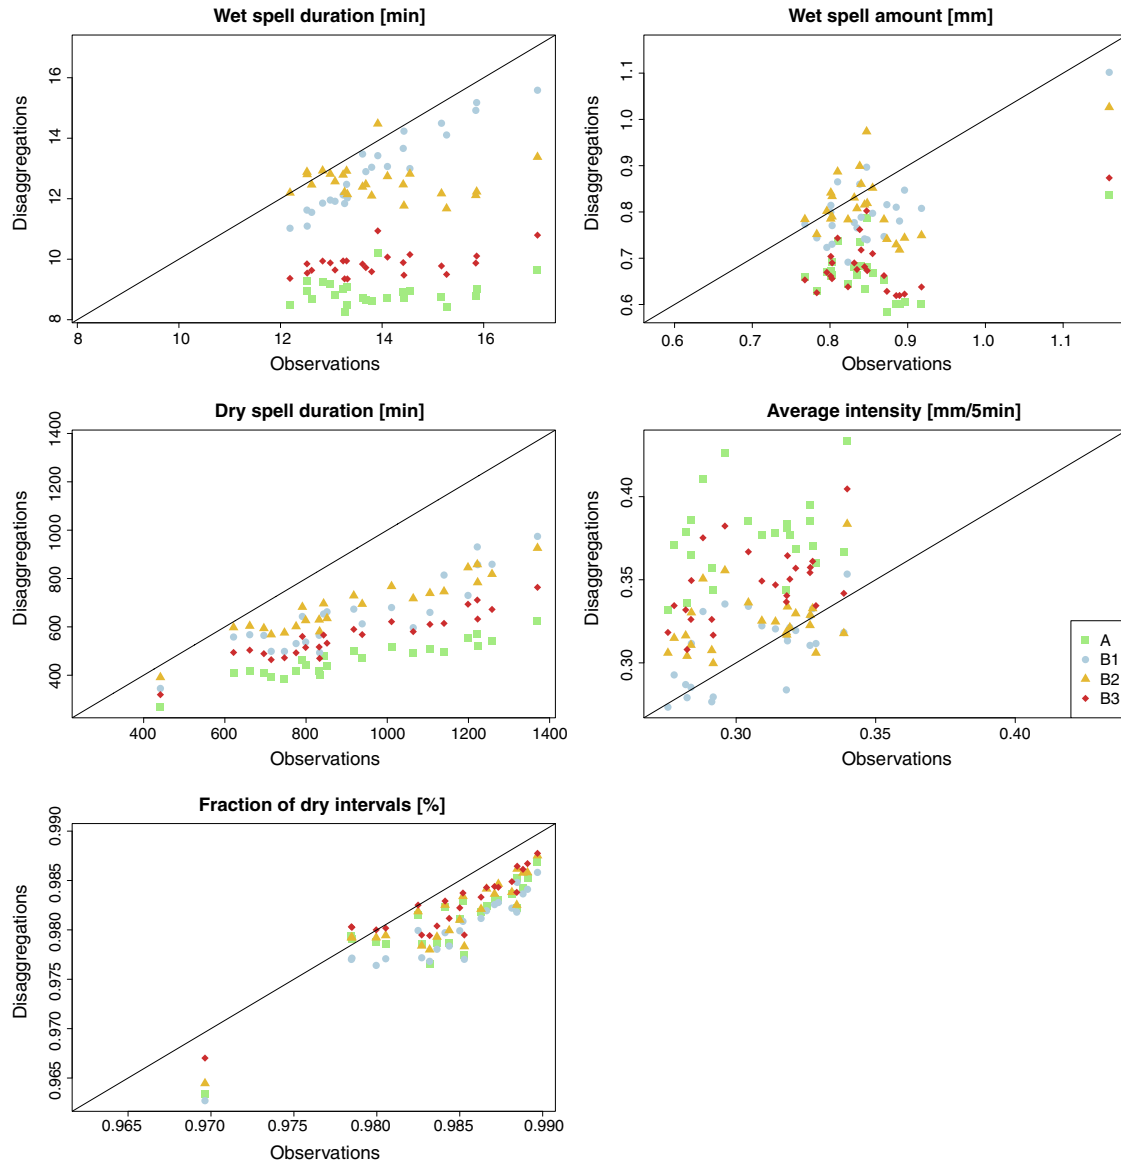 Wet spell duration [min]
Disaggregations
8 10 12 14 16
8 10 12 14 16
Observations
Wet spell amount [mm]
Disaggregations
0.6 0.7 0.8 0.9 1.0 1.1
0.6 0.7 0.8 0.9 1.0 1.1
Observations
Dry spell duration [min]
Disaggregations
400 600 800 1000 1200 1400
400 600 800 1000 1200 1400
Observations
Average intensity [mm/5min]
Disaggregations
0.30 0.35 0.40
0.30 0.35 0.40
Observations
A
B1
B2
B3
Fraction of dry intervals [%]
Disaggregations
0.965 0.970 0.975 0.980 0.985 0.990
0.965 0.970 0.975 0.980 0.985 0.990
Observations